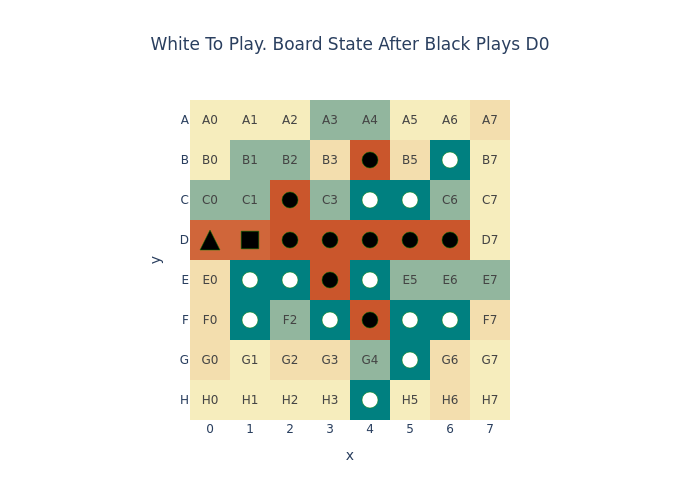 White To Play. Board State After Black Plays D0
A A0 A1 A2 A3 A4 A5 A6 A7
B B0 B1 B2 B3 B5 B7
C C0 C1 C3 C6 C7
D D7
y
E E0 E5 E6 E7
F F0 F2 F7
G G0 G1 G2 G3 G4 G6 G7
H H0 H1 H2 H3 H5 H6 H7
0 1 2 3 4 5 6 7
x